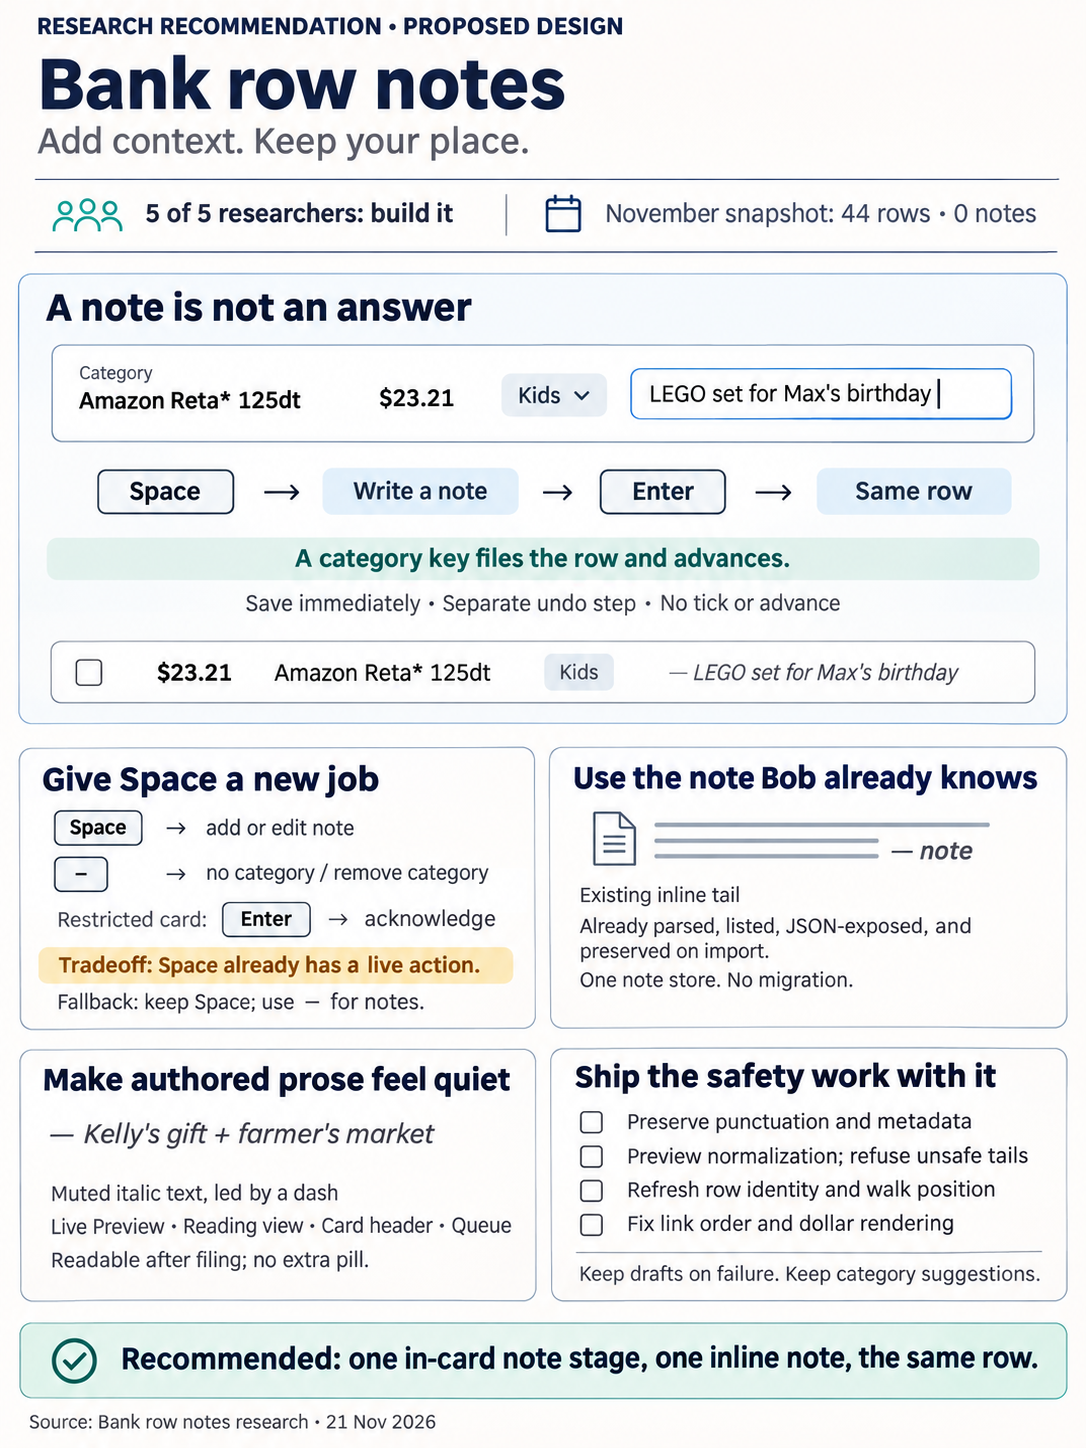 RESEARCH RECOMMENDATION • PROPOSED DESIGN
Bank row notes
Add context. Keep your place.
5 of 5 researchers: build it
November snapshot: 44 rows • 0 notes
A note is not an answer
Category
Amazon Reta* 125dt
$23.21
Kids
LEGO set for Max's birthday
Space → Write a note → Enter → Same row
A category key files the row and advances.
Save immediately • Separate undo step • No tick or advance
$23.21 Amazon Reta* 125dt Kids — LEGO set for Max's birthday
Give Space a new job
Space → add or edit note
– → no category / remove category
Restricted card: Enter → acknowledge
Tradeoff: Space already has a live action.
Fallback: keep Space; use – for notes.
Use the note Bob already knows
— note
Existing inline tail
Already parsed, listed, JSON-exposed, and
preserved on import.
One note store. No migration.
Make authored prose feel quiet
— Kelly's gift + farmer's market
Muted italic text, led by a dash
Live Preview • Reading view • Card header • Queue
Readable after filing; no extra pill.
Ship the safety work with it
Preserve punctuation and metadata
Preview normalization; refuse unsafe tails
Refresh row identity and walk position
Fix link order and dollar rendering
Keep drafts on failure. Keep category suggestions.
Recommended: one in-card note stage, one inline note, the same row.
Source: Bank row notes research • 21 Nov 2026